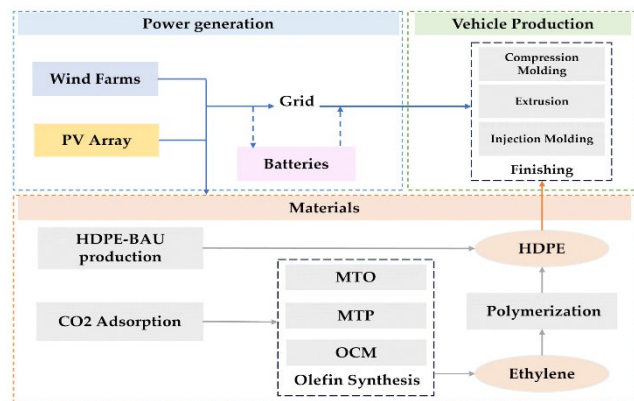 Power generation
Vehicle Production
Wind Farms
PV Array
Grid
Batteries
Compression
Molding
Extrusion
Injection Molding
Finishing
Materials
HDPE-BAU
production
HDPE
CO2 Adsorption
MTO
MTP
OCM
Olefin Synthesis
Polymerization
Ethylene